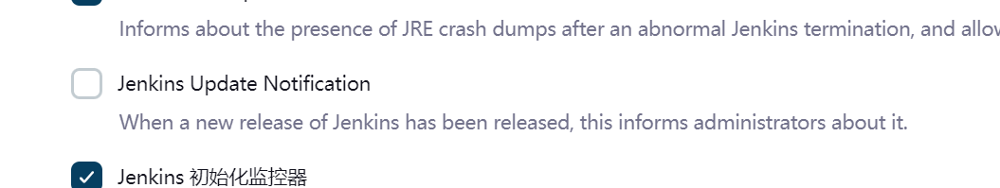 Informs about the presence of JRE crash dumps after an abnormal Jenkins termination, and
Jenkins Update Notification
When a new release of Jenkins has been released, this informs administrators about it.
Jenkins 初始化监控器